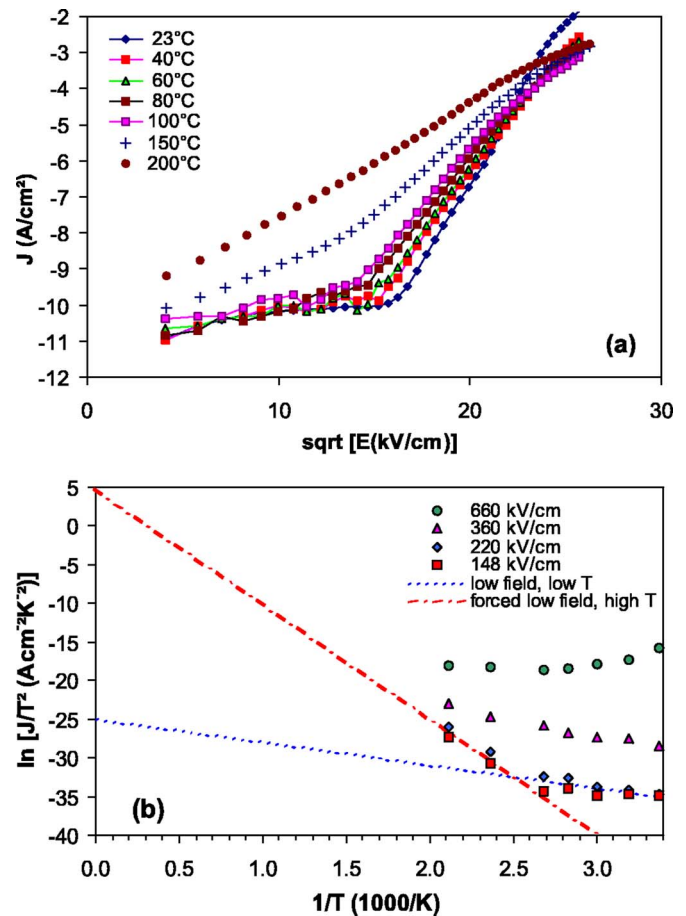 -2
-3
-4
-5
-6
-7
-8
-9
-10
-11
-12
J (A/cm²)
23°C
40°C
60°C
80°C
100°C
150°C
200°C
(a)
0 10 20 30
sqrt [E(kV/cm)]
5
0
-5
-10
-15
-20
-25
-30
-35
-40
ln [J/T² (Acm⁻²K⁻²)]
660 kV/cm
360 kV/cm
220 kV/cm
148 kV/cm
low field, low T
forced low field, high T
(b)
0.0 0.5 1.0 1.5 2.0 2.5 3.0
1/T (1000/K)